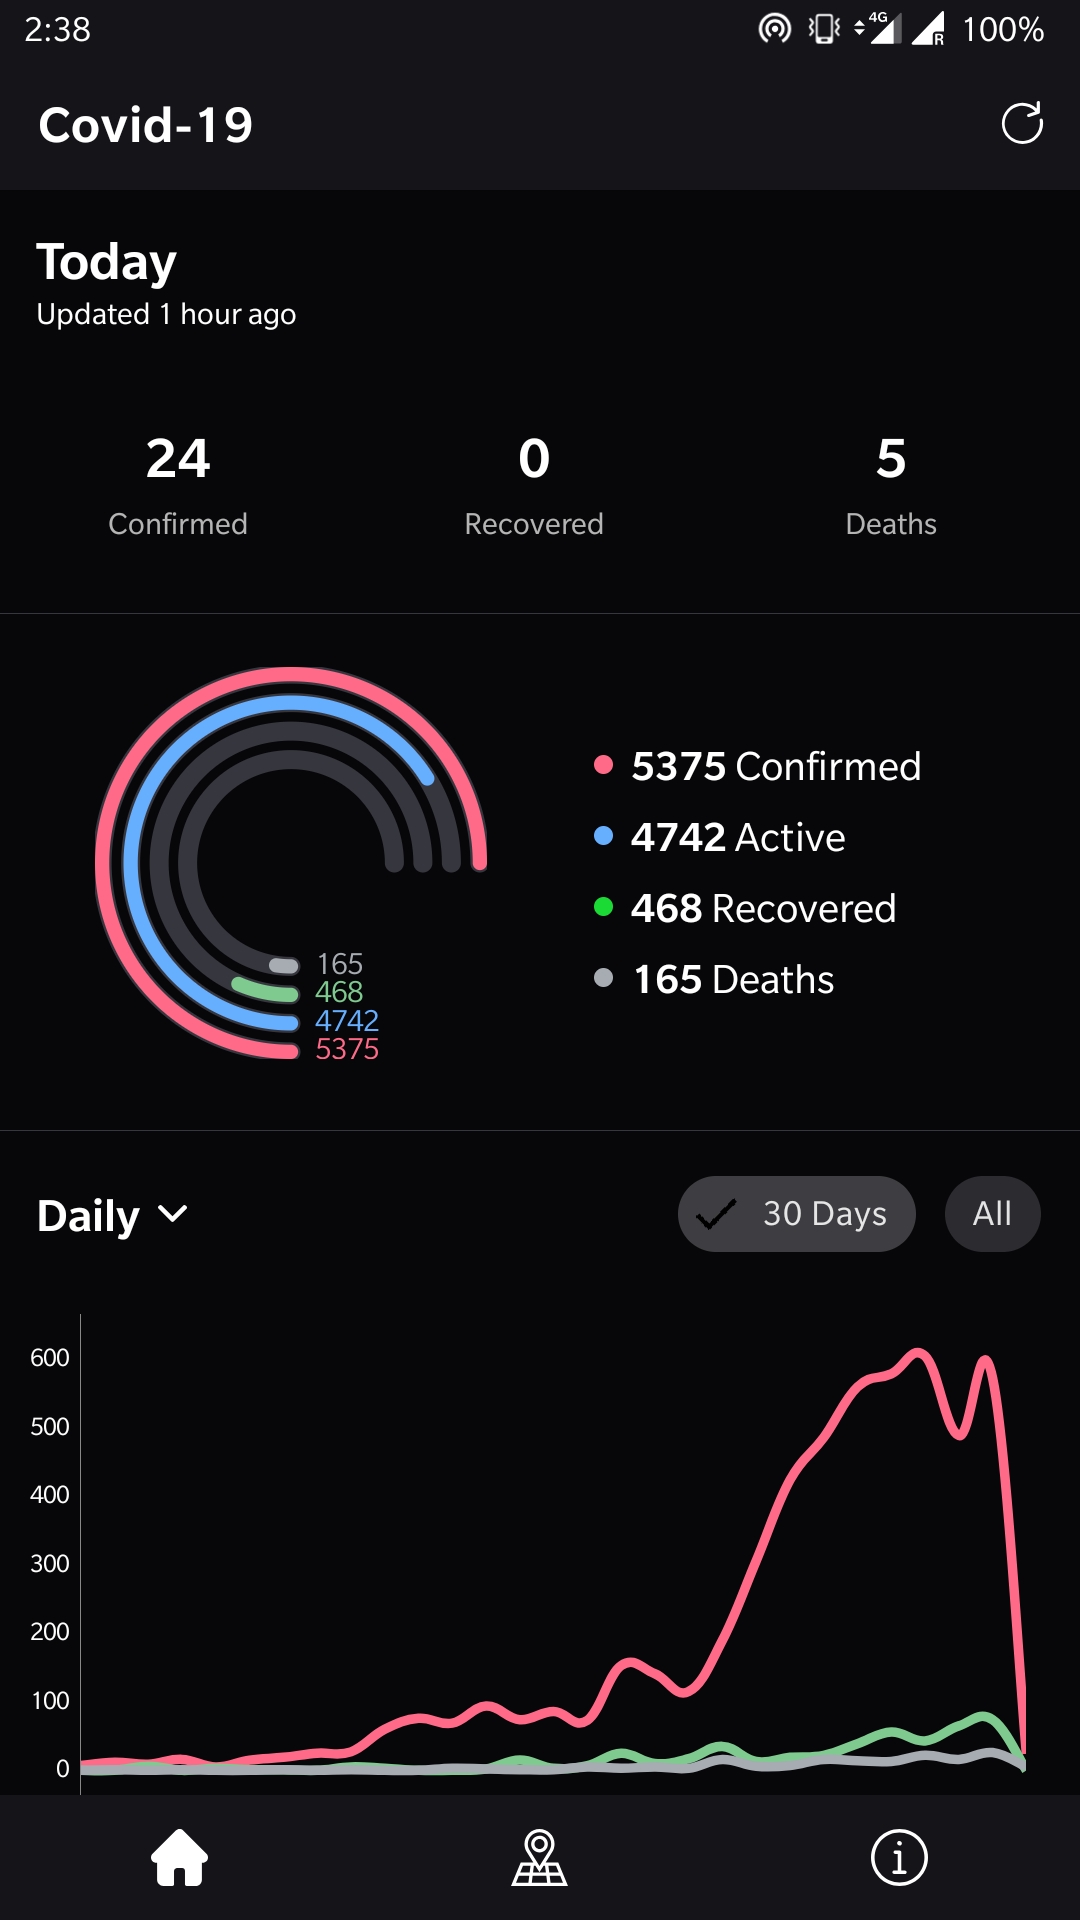 2:38 4G R 100%
Covid-19
Today
Updated 1 hour ago
24 0 5
Confirmed Recovered Deaths
165
468
4742
5375
5375 Confirmed
4742 Active
468 Recovered
165 Deaths
Daily 30 Days All
600
500
400
300
200
100
0